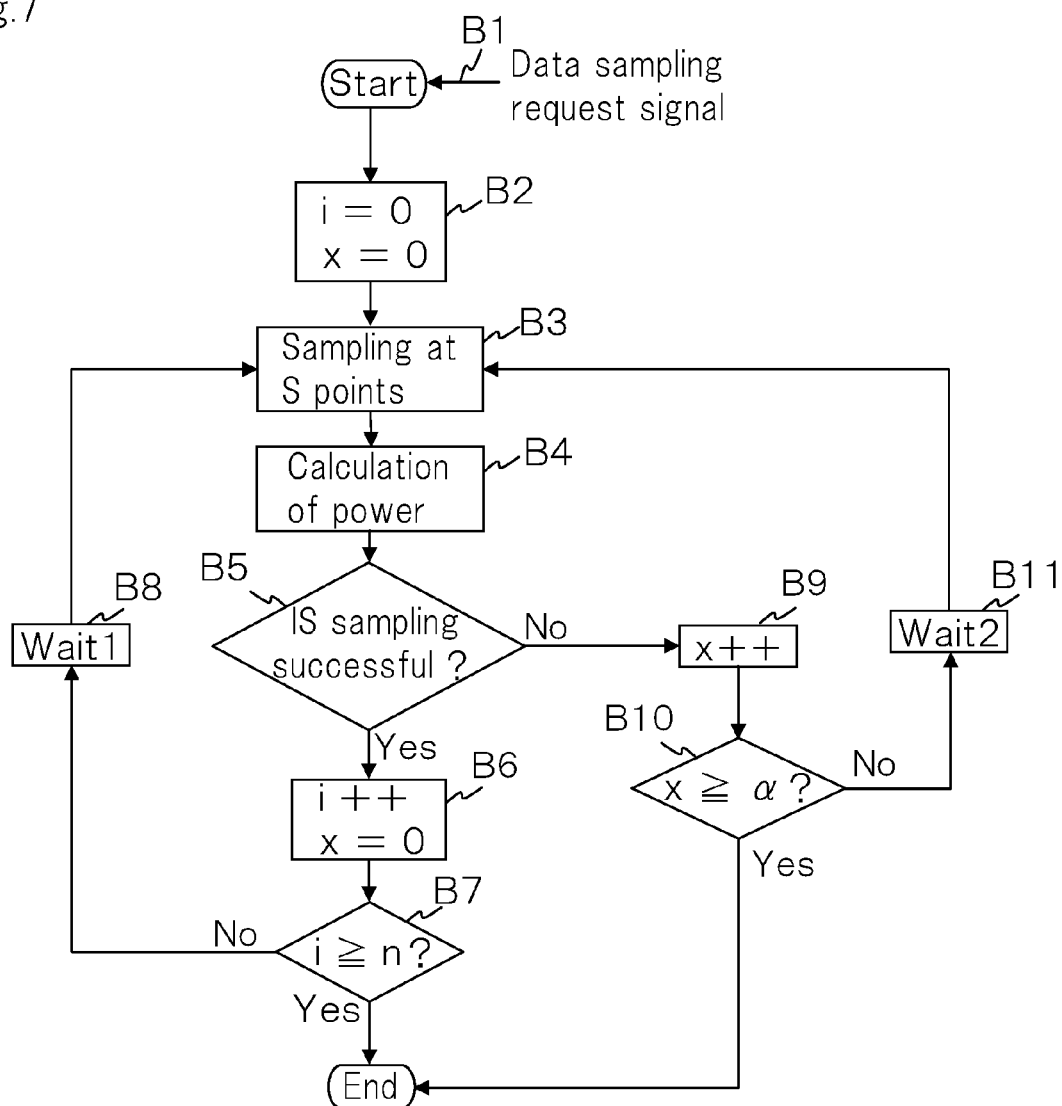 g. 7
B1
Start
Data sampling
request signal
B2
i = 0
x = 0
B3
Sampling at
S points
B4
Calculation
of power
B5
IS sampling
successful ?
No
Yes
B8
Wait1
B9
x++
B11
Wait2
B10
x ≧ α ?
No
Yes
B6
i ++
x = 0
B7
i ≧ n ?
No
Yes
End